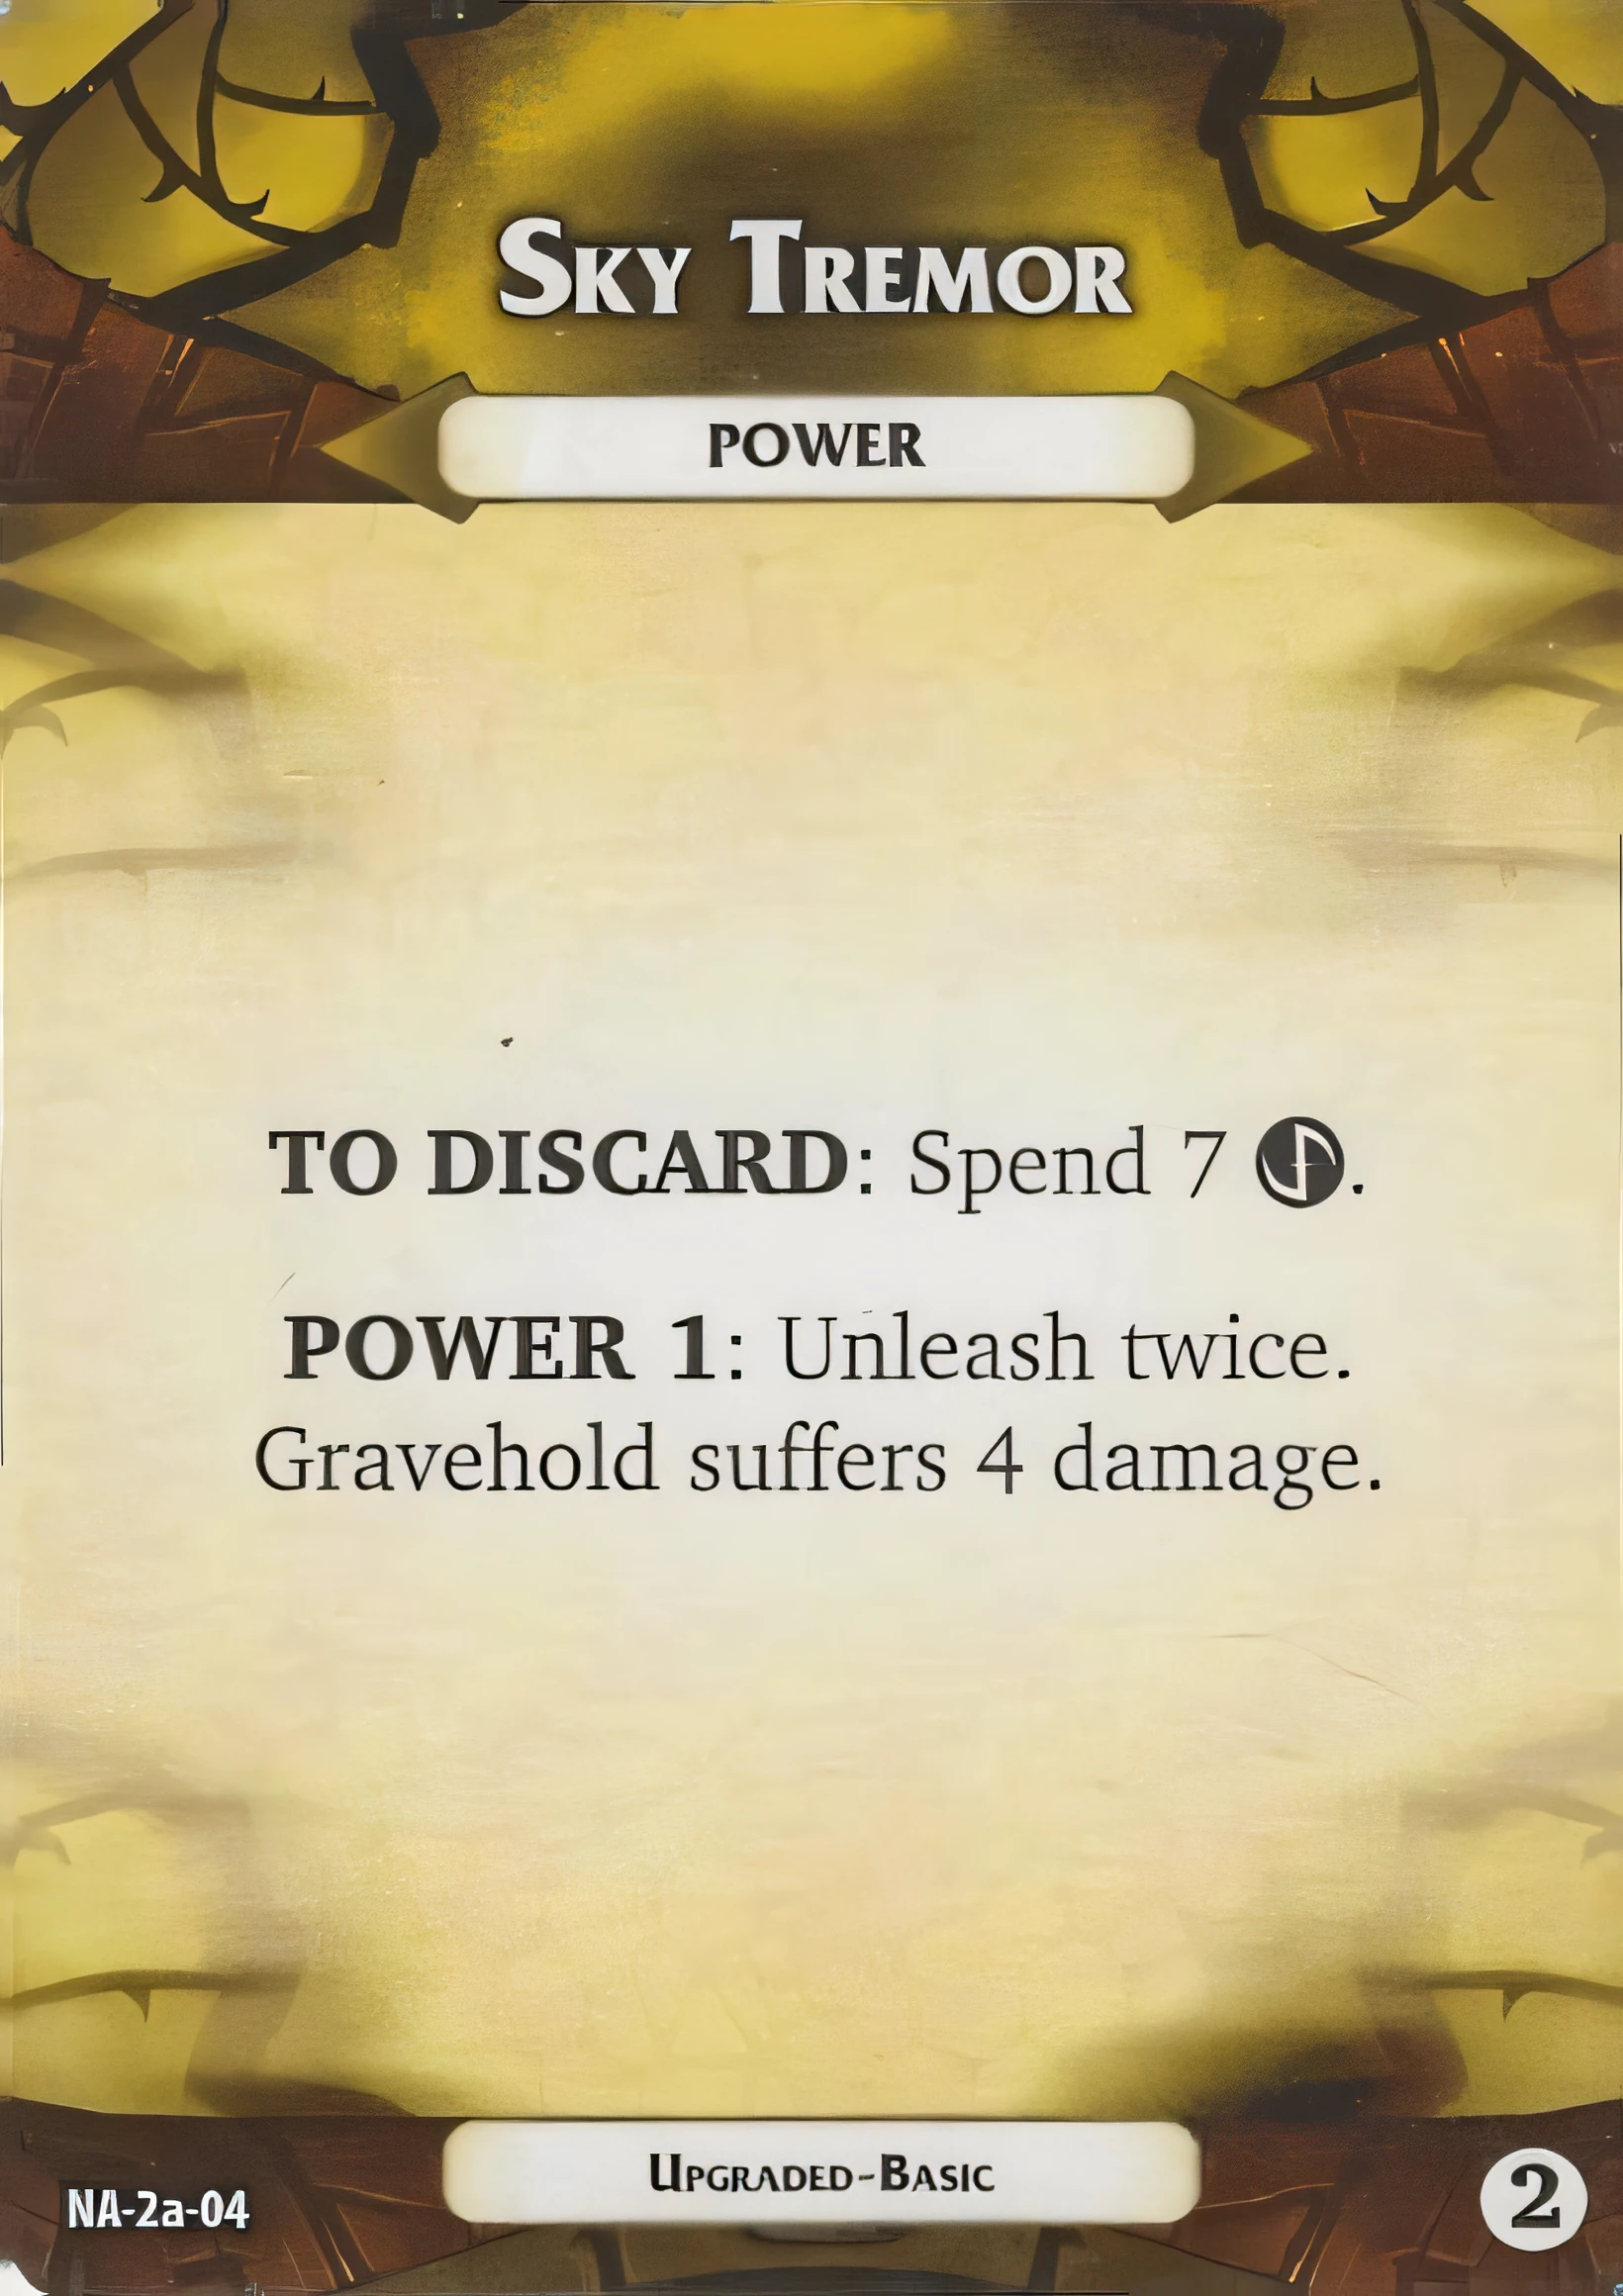 Sky Tremor
POWER
TO DISCARD: Spend 7 .
POWER 1: Unleash twice.
Gravehold suffers 4 damage.
Upgraded-Basic
NA-2a-04
2